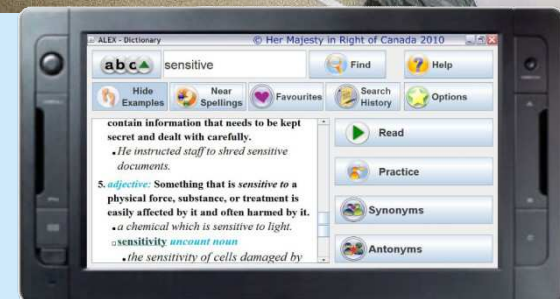 ALEX - Dictionary © Her Majesty in Right of Canada 2010
abc sensitive Find Help
Hide Examples Near Spellings Favourites Search History Options
contain information that needs to be kept
secret and dealt with carefully.
He instructed staff to shred sensitive
documents.
5. adjective: Something that is sensitive to a
physical force, substance, or treatment is
easily affected by it and often harmed by it.
a chemical which is sensitive to light.
sensitivity uncount noun
the sensitivity of cells damaged by
Read
Practice
Synonyms
Antonyms